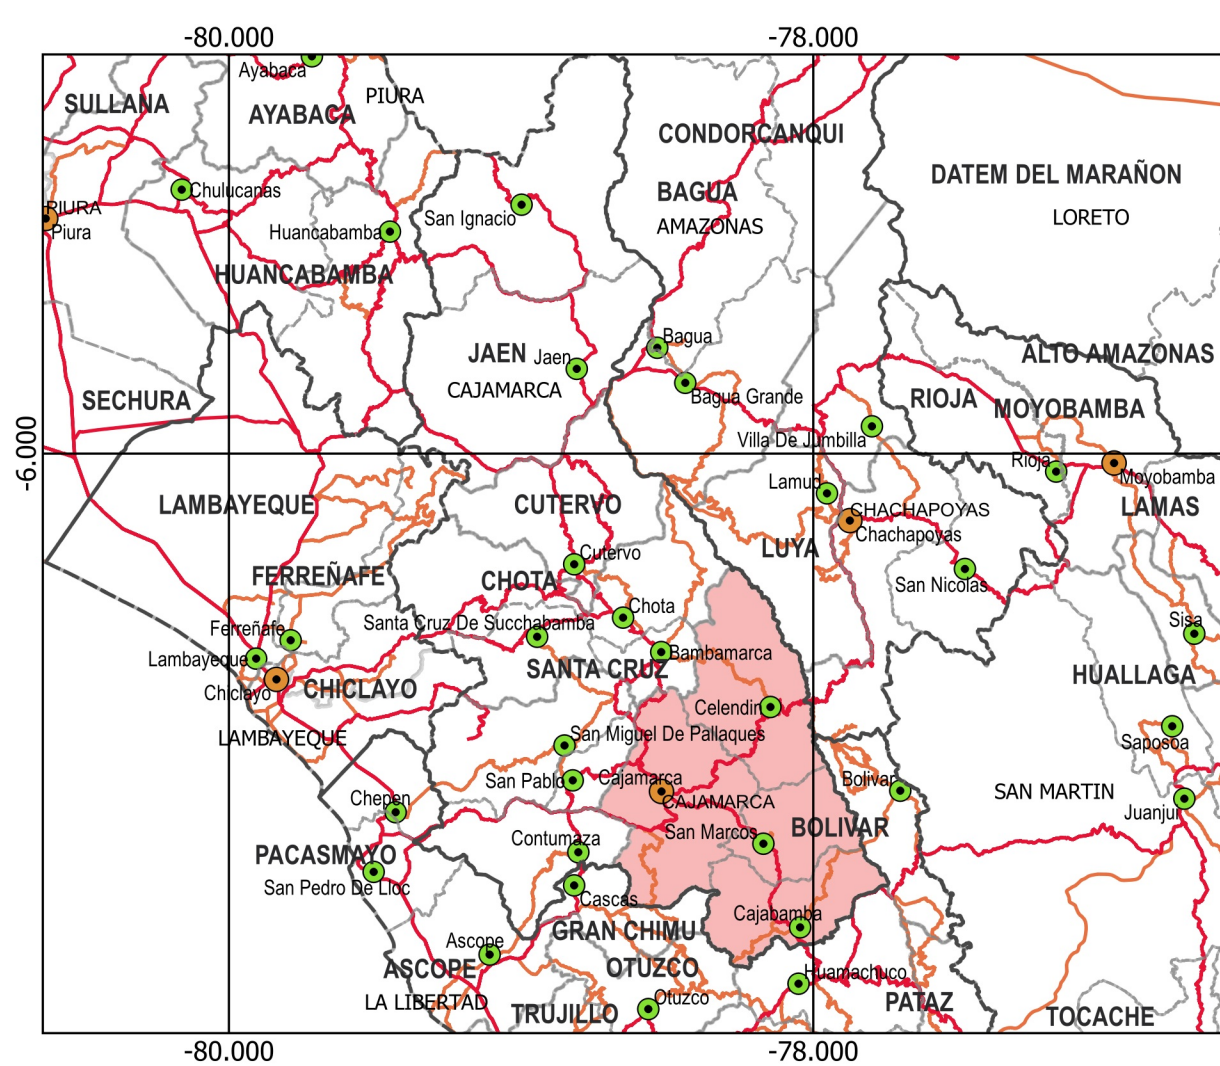 -80.000
-78.000
Ayabaca
PIURA
SULLANA
AYABACA
CONDORCANQUI
DATEM DEL MARAÑON
Chulucanas
BAGUA
PIURA
San Ignacio
LORETO
Piura
Huancabamba
AMAZONAS
HUANCABAMBA
Bagua
JAEN
Jaen
ALTO AMAZONAS
CAJAMARCA
Bagua Grande
SECHURA
RIOJA
MOYOBAMBA
Villa De Jumbilla
-6.000
Rioja
Moyobamba
Lamud
LAMBAYEQUE
CUTERVO
CHACHAPOYAS
LAMAS
Chachapoyas
LUYA
Cutervo
FERREÑAFE
CHOTA
San Nicolas
Chota
Santa Cruz De Succhabamba
Sisa
Ferreñafe
Lambayeque
Bambamarca
SANTA CRUZ
HUALLAGA
Chiclayo
CHICLAYO
Celendin
LAMBAYEQUE
San Miguel De Pallaques
Saposoa
San Pablo
Cajamarca
Bolivar
SAN MARTIN
Chepen
CAJAMARCA
Juanjui
San Marcos
BOLIVAR
Contumaza
PACASMAYO
San Pedro De Lloc
Cascas
Cajabamba
GRAN CHIMU
Ascope
ASCOPE
OTUZCO
Huamachuco
LA LIBERTAD
Otuzco
PATAZ
TRUJILLO
TOCACHE
-80.000
-78.000